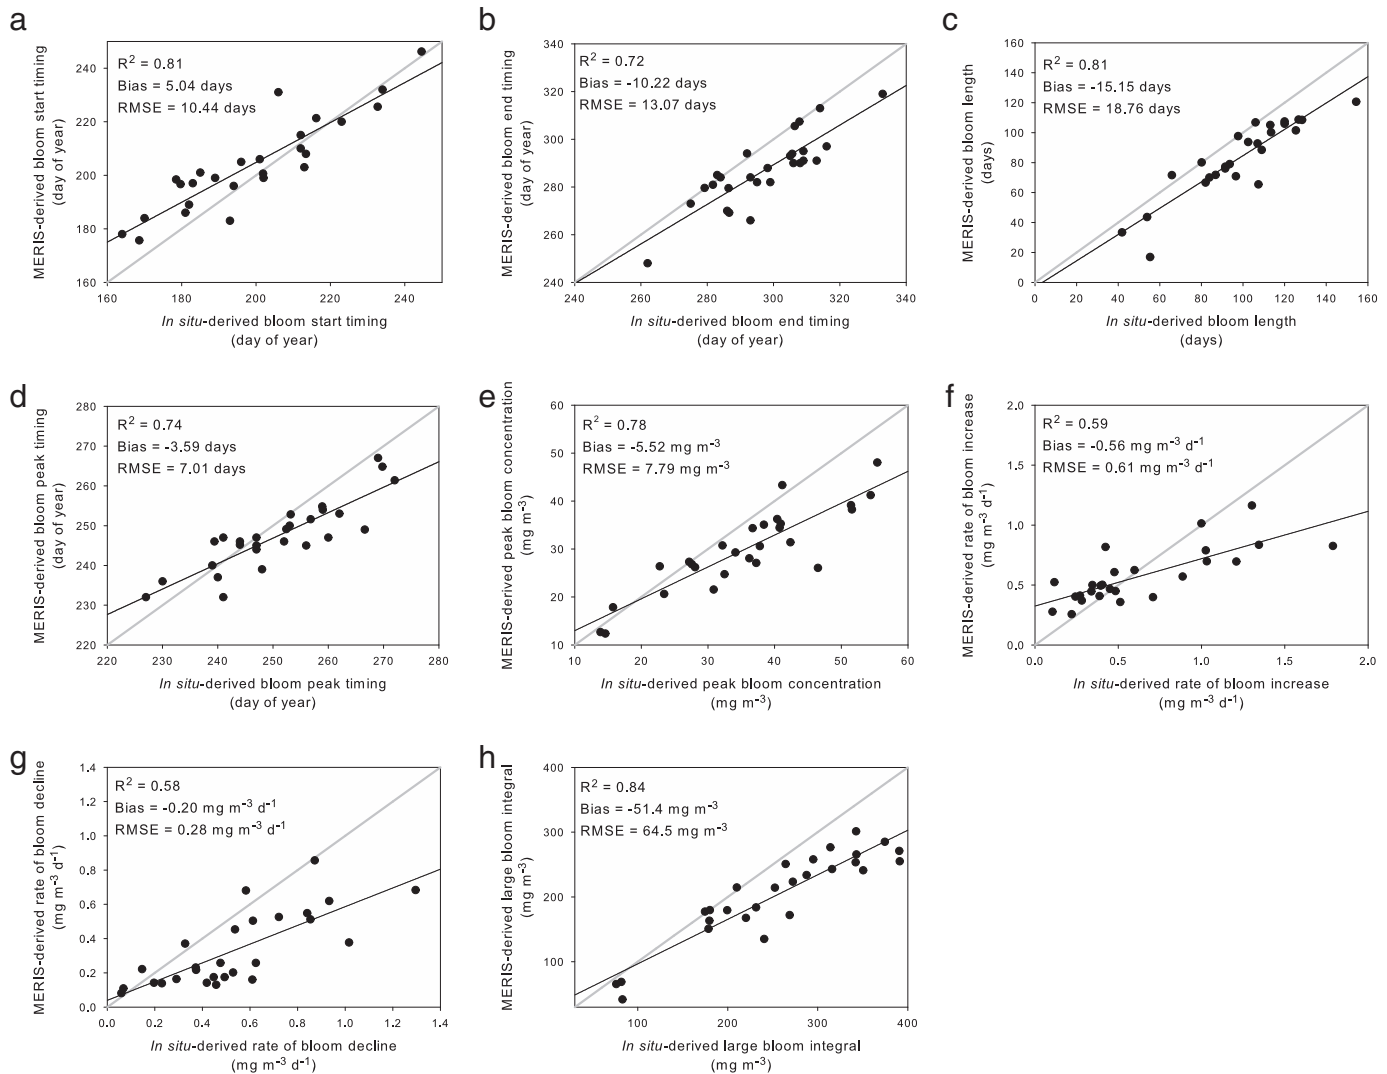 a
MERIS-derived bloom start timing
(day of year)
R² = 0.81
Bias = 5.04 days
RMSE = 10.44 days
240
220
200
180
160
160 180 200 220 240
In situ-derived bloom start timing
(day of year)
b
MERIS-derived bloom end timing
(day of year)
R² = 0.72
Bias = -10.22 days
RMSE = 13.07 days
340
320
300
280
260
240
240 260 280 300 320 340
In situ-derived bloom end timing
(day of year)
c
MERIS-derived bloom length
(days)
R² = 0.81
Bias = -15.15 days
RMSE = 18.76 days
160
140
120
100
80
60
40
20
0
0 20 40 60 80 100 120 140 160
In situ-derived bloom length
(days)
d
MERIS-derived bloom peak timing
(day of year)
R² = 0.74
Bias = -3.59 days
RMSE = 7.01 days
280
270
260
250
240
230
220
220 230 240 250 260 270 280
In situ-derived bloom peak timing
(day of year)
e
MERIS-derived peak bloom concentration
(mg m⁻³)
R² = 0.78
Bias = -5.52 mg m⁻³
RMSE = 7.79 mg m⁻³
60
50
40
30
20
10
10 20 30 40 50 60
In situ-derived peak bloom concentration
(mg m⁻³)
f
MERIS-derived rate of bloom increase
(mg m⁻³ d⁻¹)
R² = 0.59
Bias = -0.56 mg m⁻³ d⁻¹
RMSE = 0.61 mg m⁻³ d⁻¹
2.0
1.5
1.0
0.5
0.0
0.0 0.5 1.0 1.5 2.0
In situ-derived rate of bloom increase
(mg m⁻³ d⁻¹)
g
MERIS-derived rate of bloom decline
(mg m⁻³ d⁻¹)
R² = 0.58
Bias = -0.20 mg m⁻³ d⁻¹
RMSE = 0.28 mg m⁻³ d⁻¹
1.4
1.2
1.0
0.8
0.6
0.4
0.2
0.0
0.0 0.2 0.4 0.6 0.8 1.0 1.2 1.4
In situ-derived rate of bloom decline
(mg m⁻³ d⁻¹)
h
MERIS-derived large bloom integral
(mg m⁻³)
R² = 0.84
Bias = -51.4 mg m⁻³
RMSE = 64.5 mg m⁻³
400
300
200
100
100 200 300 400
In situ-derived large bloom integral
(mg m⁻³)